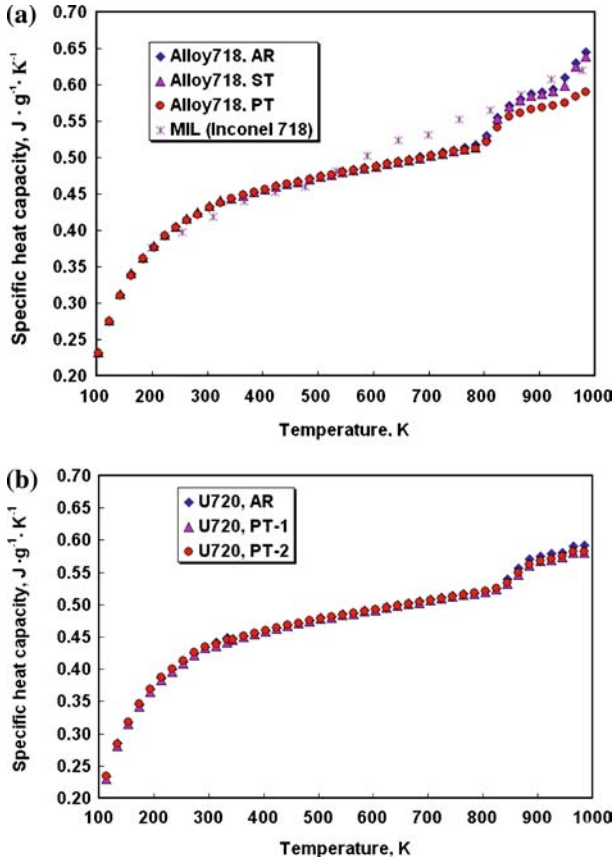 (a)
0.70
0.65
0.60
0.55
0.50
0.45
0.40
0.35
0.30
0.25
0.20
Specific heat capacity, J·g⁻¹·K⁻¹
Alloy718. AR
Alloy718. ST
Alloy718. PT
MIL (Inconel 718)
100 200 300 400 500 600 700 800 900 1000
Temperature. K
(b)
0.70
0.65
0.60
0.55
0.50
0.45
0.40
0.35
0.30
0.25
0.20
Specific heat capacity, J·g⁻¹·K⁻¹
U720, AR
U720, PT-1
U720, PT-2
100 200 300 400 500 600 700 800 900 1000
Temperature, K